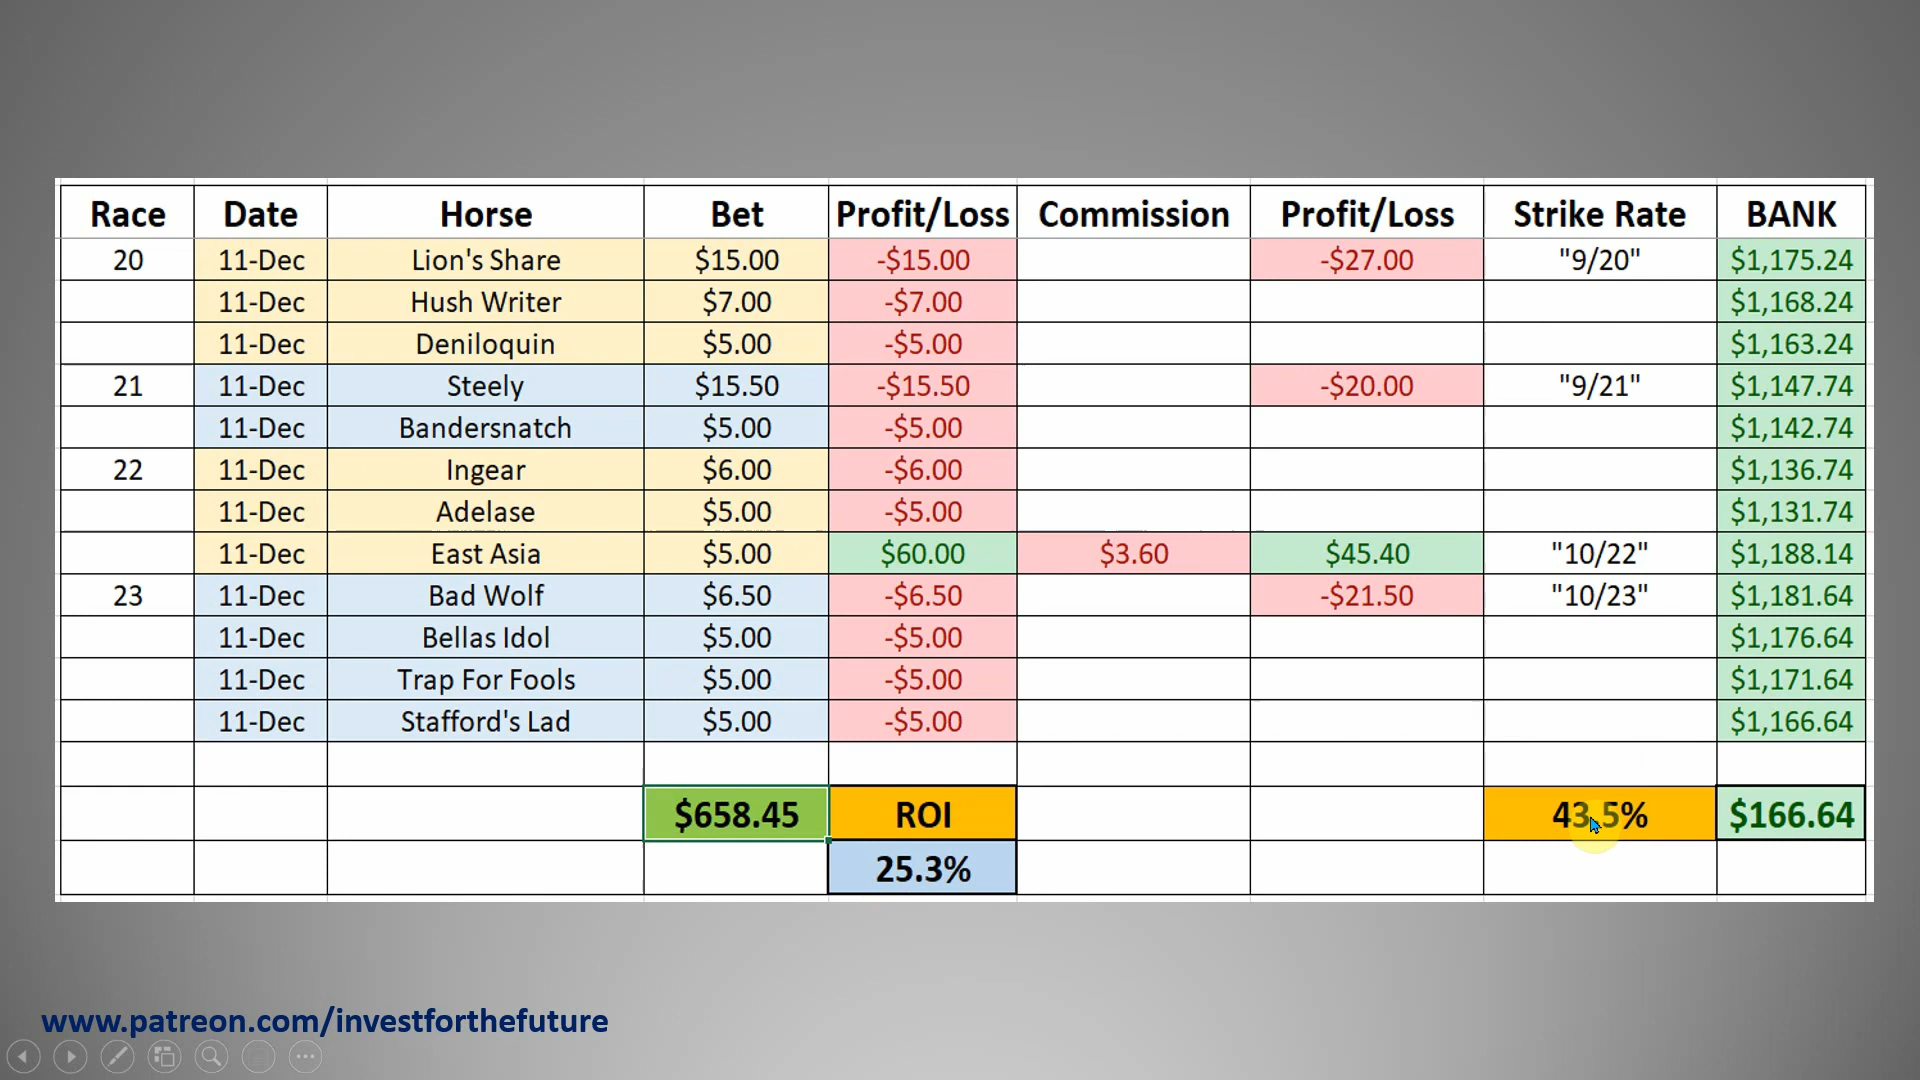 Race Date Horse Bet Profit/Loss Commission Profit/Loss Strike Rate BANK
20 11-Dec Lion's Share $15.00 -$15.00 -$27.00 "9/20" $1,175.24
11-Dec Hush Writer $7.00 -$7.00 $1,168.24
11-Dec Deniloquin $5.00 -$5.00 $1,163.24
21 11-Dec Steely $15.50 -$15.50 -$20.00 "9/21" $1,147.74
11-Dec Bandersnatch $5.00 -$5.00 $1,142.74
22 11-Dec Ingear $6.00 -$6.00 $1,136.74
11-Dec Adelase $5.00 -$5.00 $1,131.74
11-Dec East Asia $5.00 $60.00 $3.60 $45.40 "10/22" $1,188.14
23 11-Dec Bad Wolf $6.50 -$6.50 -$21.50 "10/23" $1,181.64
11-Dec Bellas Idol $5.00 -$5.00 $1,176.64
11-Dec Trap For Fools $5.00 -$5.00 $1,171.64
11-Dec Stafford's Lad $5.00 -$5.00 $1,166.64
$658.45 ROI 43.5% $166.64
25.3%
www.patreon.com/investforthefuture